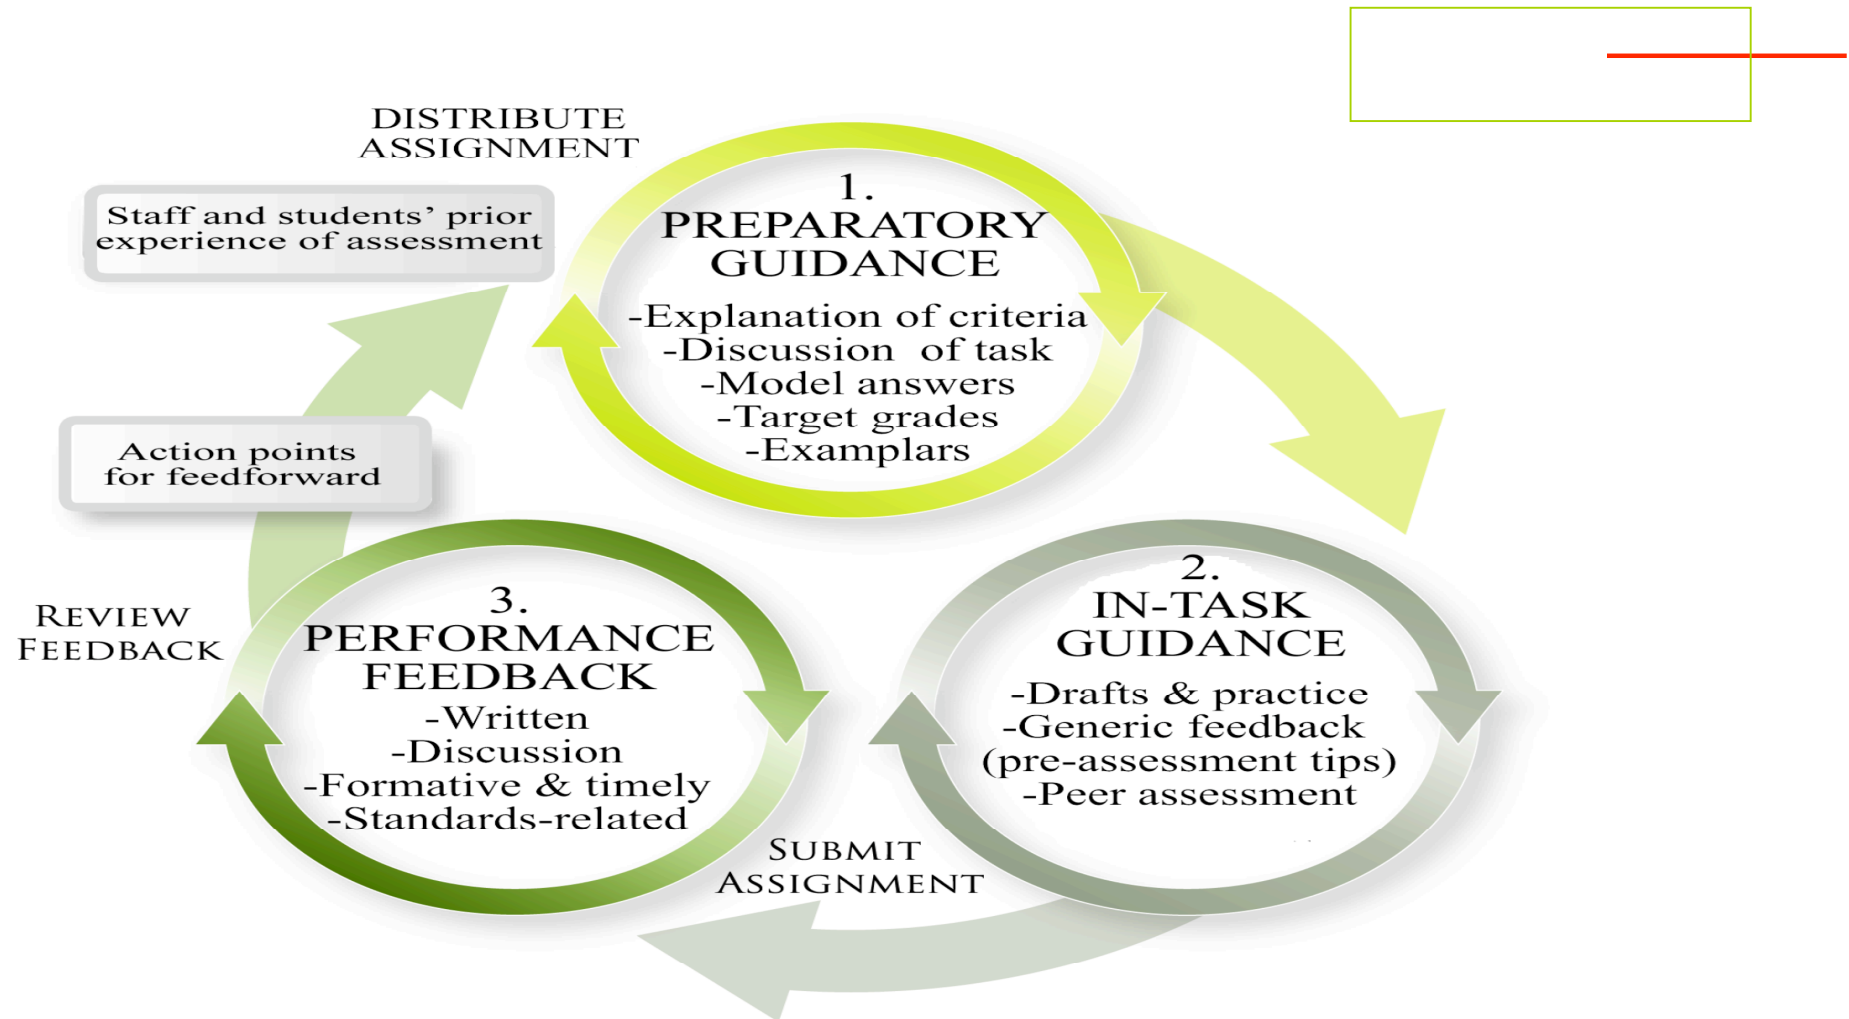 DISTRIBUTE
ASSIGNMENT
Staff and students’ prior
experience of assessment
1.
PREPARATORY
GUIDANCE
-Explanation of criteria
-Discussion of task
-Model answers
-Target grades
-Examplars
Action points
for feedforward
2.
IN-TASK
GUIDANCE
-Drafts & practice
-Generic feedback
(pre-assessment tips)
-Peer assessment
REVIEW
FEEDBACK
3.
PERFORMANCE
FEEDBACK
-Written
-Discussion
-Formative & timely
-Standards-related
SUBMIT
ASSIGNMENT